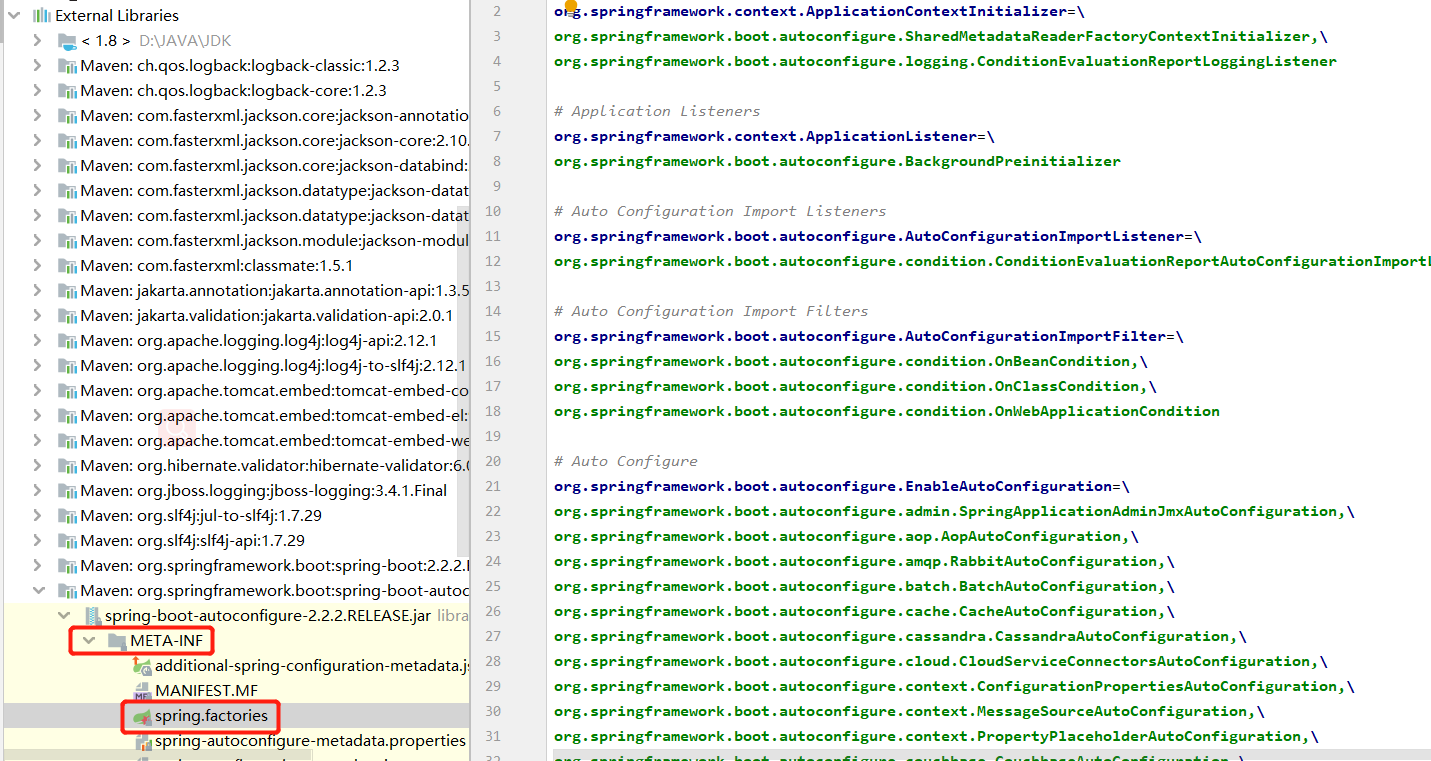 External Libraries
< 1.8 > D:\JAVA\JDK
Maven: ch.qos.logback:logback-classic:1.2.3
Maven: ch.qos.logback:logback-core:1.2.3
Maven: com.fasterxml.jackson.core:jackson-annotatio
Maven: com.fasterxml.jackson.core:jackson-core:2.10.
Maven: com.fasterxml.jackson.core:jackson-databind:
Maven: com.fasterxml.jackson.datatype:jackson-datat
Maven: com.fasterxml.jackson.datatype:jackson-datat
Maven: com.fasterxml.jackson.module:jackson-modul
Maven: com.fasterxml:classmate:1.5.1
Maven: jakarta.annotation:jakarta.annotation-api:1.3.5
Maven: jakarta.validation:jakarta.validation-api:2.0.1
Maven: org.apache.logging.log4j:log4j-api:2.12.1
Maven: org.apache.logging.log4j:log4j-to-slf4j:2.12.1
Maven: org.apache.tomcat.embed:tomcat-embed-co
Maven: org.apache.tomcat.embed:tomcat-embed-el:
Maven: org.apache.tomcat.embed:tomcat-embed-we
Maven: org.hibernate.validator:hibernate-validator:6.0
Maven: org.jboss.logging:jboss-logging:3.4.1.Final
Maven: org.slf4j:jul-to-slf4j:1.7.29
Maven: org.slf4j:slf4j-api:1.7.29
Maven: org.springframework.boot:spring-boot:2.2.2.
Maven: org.springframework.boot:spring-boot-autoc
spring-boot-autoconfigure-2.2.2.RELEASE.jar libra
META-INF
additional-spring-configuration-metadata.js
MANIFEST.MF
spring.factories
spring-autoconfigure-metadata.properties
2 org.springframework.context.ApplicationContextInitializer=\
3 org.springframework.boot.autoconfigure.SharedMetadataReaderFactoryContextInitializer,\
4 org.springframework.boot.autoconfigure.logging.ConditionEvaluationReportLoggingListener
5
6 # Application Listeners
7 org.springframework.context.ApplicationListener=\
8 org.springframework.boot.autoconfigure.BackgroundPreinitializer
9
10 # Auto Configuration Import Listeners
11 org.springframework.boot.autoconfigure.AutoConfigurationImportListener=\
12 org.springframework.boot.autoconfigure.condition.ConditionEvaluationReportAutoConfigurationImportL
13
14 # Auto Configuration Import Filters
15 org.springframework.boot.autoconfigure.AutoConfigurationImportFilter=\
16 org.springframework.boot.autoconfigure.condition.OnBeanCondition,\
17 org.springframework.boot.autoconfigure.condition.OnClassCondition,\
18 org.springframework.boot.autoconfigure.condition.OnWebApplicationCondition
19
20 # Auto Configure
21 org.springframework.boot.autoconfigure.EnableAutoConfiguration=\
22 org.springframework.boot.autoconfigure.admin.SpringApplicationAdminJmxAutoConfiguration,\
23 org.springframework.boot.autoconfigure.aop.AopAutoConfiguration,\
24 org.springframework.boot.autoconfigure.amqp.RabbitAutoConfiguration,\
25 org.springframework.boot.autoconfigure.batch.BatchAutoConfiguration,\
26 org.springframework.boot.autoconfigure.cache.CacheAutoConfiguration,\
27 org.springframework.boot.autoconfigure.cassandra.CassandraAutoConfiguration,\
28 org.springframework.boot.autoconfigure.cloud.CloudServiceConnectorsAutoConfiguration,\
29 org.springframework.boot.autoconfigure.context.ConfigurationPropertiesAutoConfiguration,\
30 org.springframework.boot.autoconfigure.context.MessageSourceAutoConfiguration,\
31 org.springframework.boot.autoconfigure.context.PropertyPlaceholderAutoConfiguration,\